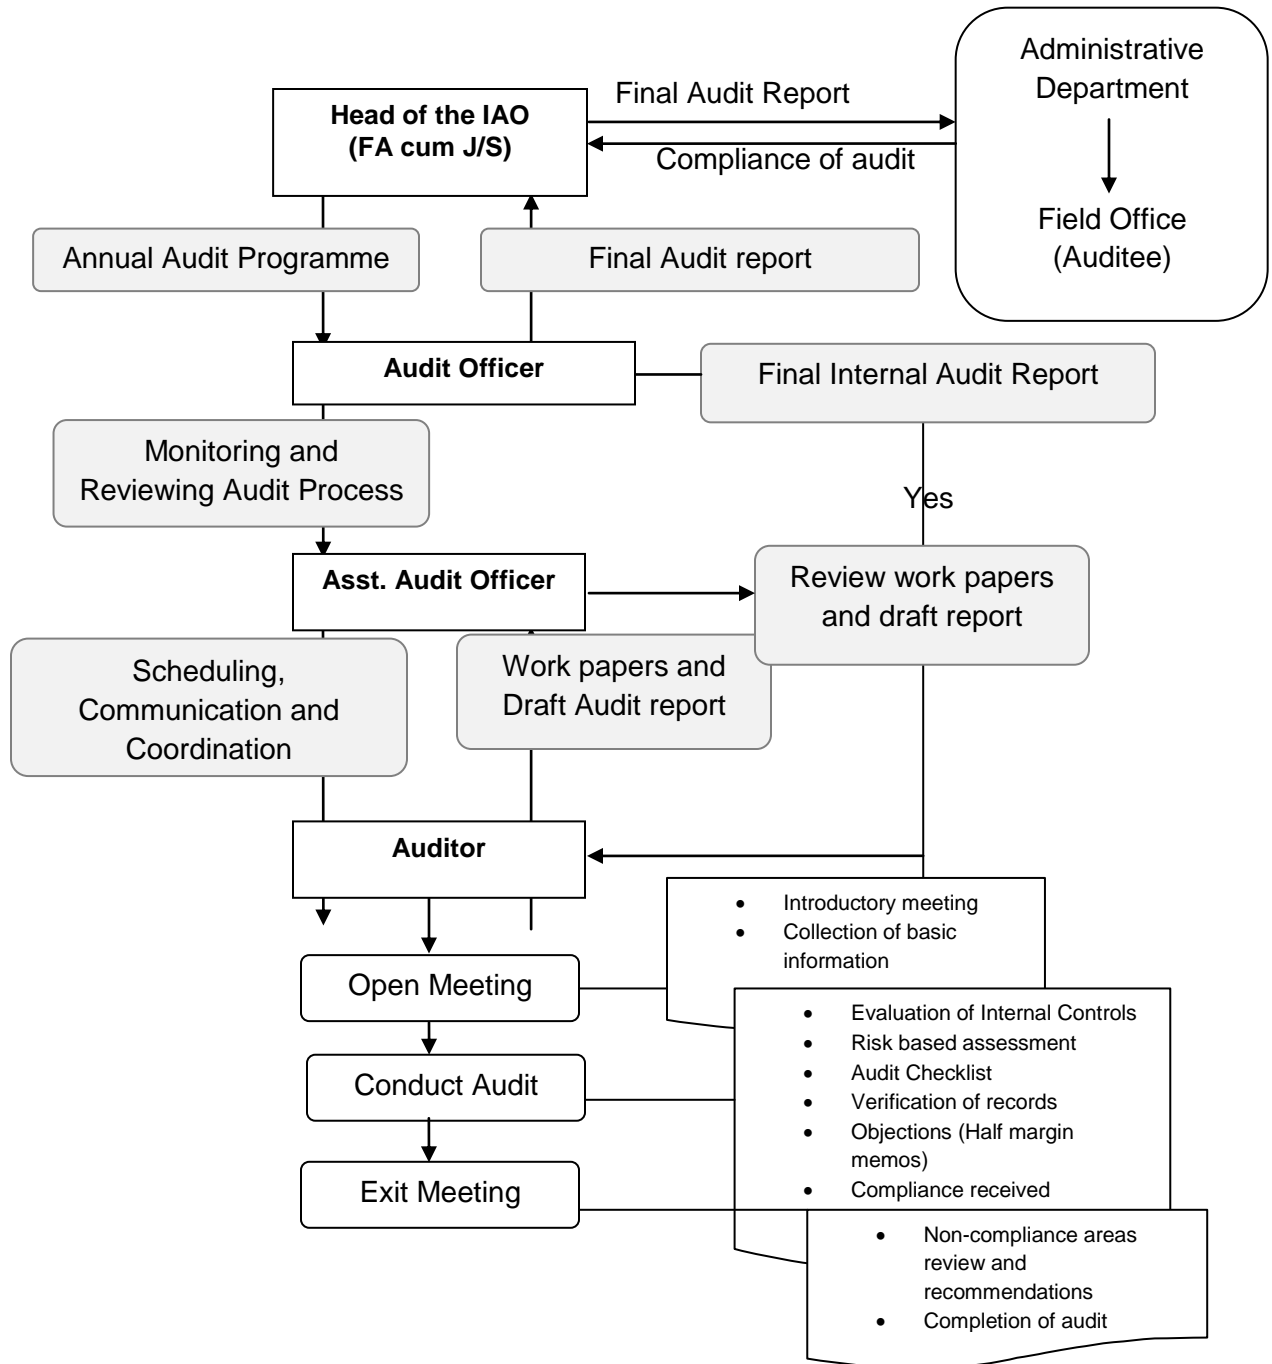 Administrative
Department
Final Audit Report
Head of the IAO
(FA cum J/S)
Compliance of audit
Field Office
(Auditee)
Annual Audit Programme
Final Audit report
Audit Officer
Final Internal Audit Report
Monitoring and
Reviewing Audit Process
Yes
Asst. Audit Officer
Review work papers
and draft report
Scheduling,
Communication and
Coordination
Work papers and
Draft Audit report
Auditor
• Introductory meeting
• Collection of basic
information
Open Meeting
• Evaluation of Internal Controls
• Risk based assessment
• Audit Checklist
• Verification of records
• Objections (Half margin
memos)
• Compliance received
Conduct Audit
Exit Meeting
• Non-compliance areas
review and
recommendations
• Completion of audit